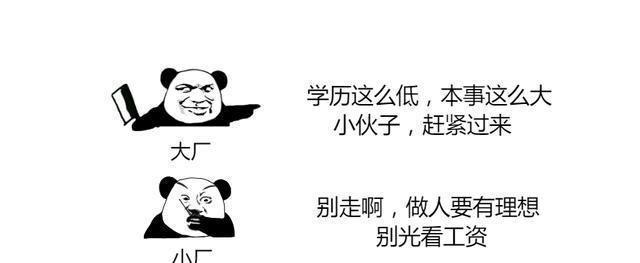 学历这么低，本事这么大
小伙子，赶紧过来
大厂
别走啊，做人要有理想
别光看工资
小厂